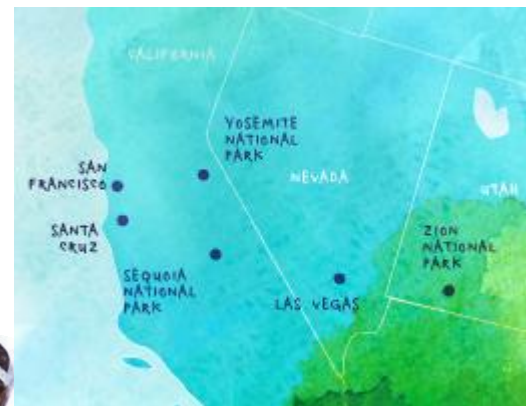 CALIFORNIA
YOSEMITE
NATIONAL
PARK
SAN
FRANCISCO
NEVADA
UTAH
SANTA
CRUZ
ZION
NATIONAL
PARK
SEQUOIA
NATIONAL
PARK
LAS VEGAS